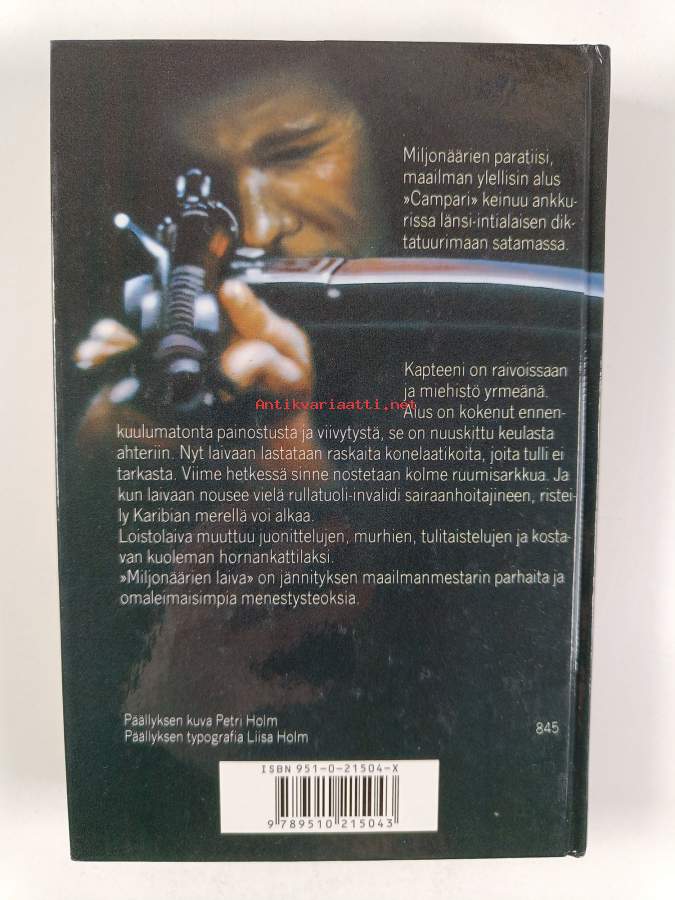 Miljonäärien paratiisi,
maailman ylellisin alus
»Campari» keinuu ankku-
rissa länsi-intialaisen dik-
tatuurimaan satamassa.
Kapteeni on raivoissaan
ja miehistö yrmeänä.
Antikvariaatti.net
Alus on kokenut ennen-
kuulumatonta painostusta ja viivytystä, se on nuuskittu keulasta
ahteriin. Nyt laivaan lastataan raskaita konelaatikoita, joita tulli ei
tarkasta. Viime hetkessä sinne nostetaan kolme ruumisarkkua. Ja
kun laivaan nousee vielä rullatuoli-invalidi sairaanhoitajineen, ristei-
ly Karibian merellä voi alkaa.
Loistolaiva muuttuu juonittelujen, murhien, tulitaistelujen ja kosta-
van kuoleman hornankattilaksi.
»Miljonäärien laiva» on jännityksen maailmanmestarin parhaita ja
omaleimaisimpia menestysteoksia.
Päällyksen kuva Petri Holm
Päällyksen typografia Liisa Holm
845
ISBN 951-0-21504-X
9 789510 215043